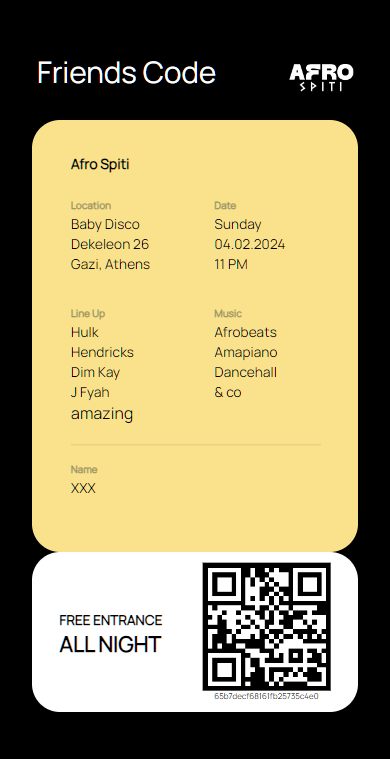 Friends Code
AFRO
SPITI
Afro Spiti
Location
Baby Disco
Dekeleon 26
Gazi, Athens
Date
Sunday
04.02.2024
11 PM
Line Up
Hulk
Hendricks
Dim Kay
J Fyah
amazing
Music
Afrobeats
Amapiano
Dancehall
& co
Name
XXX
FREE ENTRANCE
ALL NIGHT
65b7decf68161fb25735c4e0